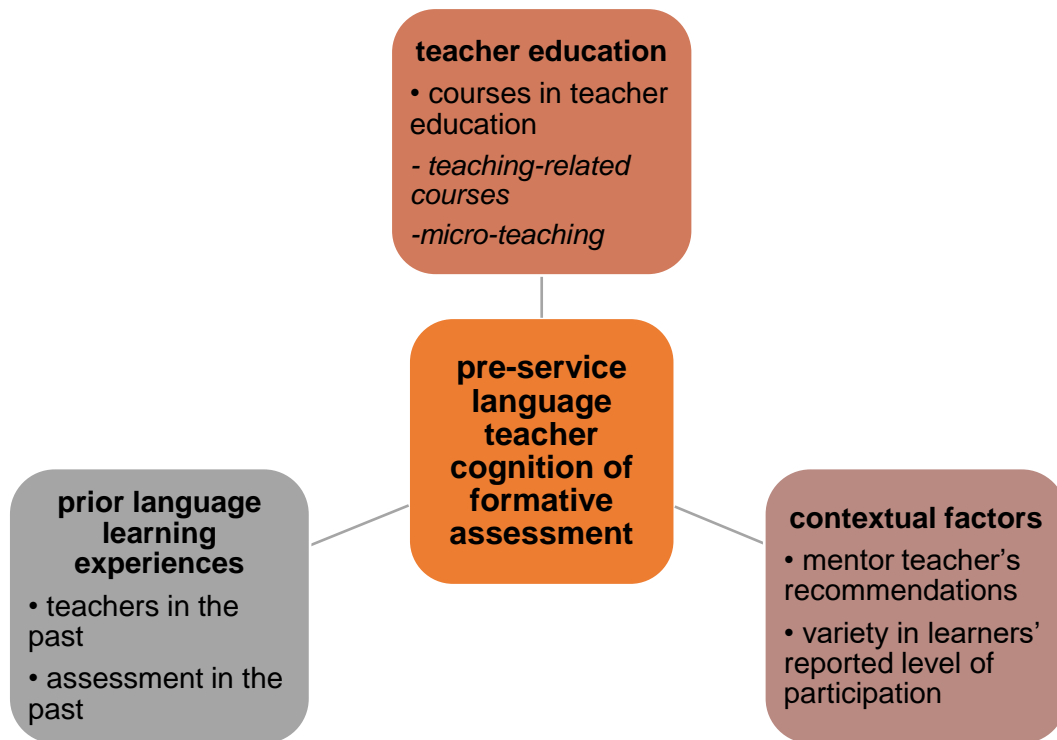 teacher education
• courses in teacher
education
- teaching-related
courses
-micro-teaching
pre-service
language
teacher
cognition of
formative
assessment
prior language
learning
experiences
• teachers in the
past
• assessment in the
past
contextual factors
• mentor teacher’s
recommendations
• variety in learners’
reported level of
participation